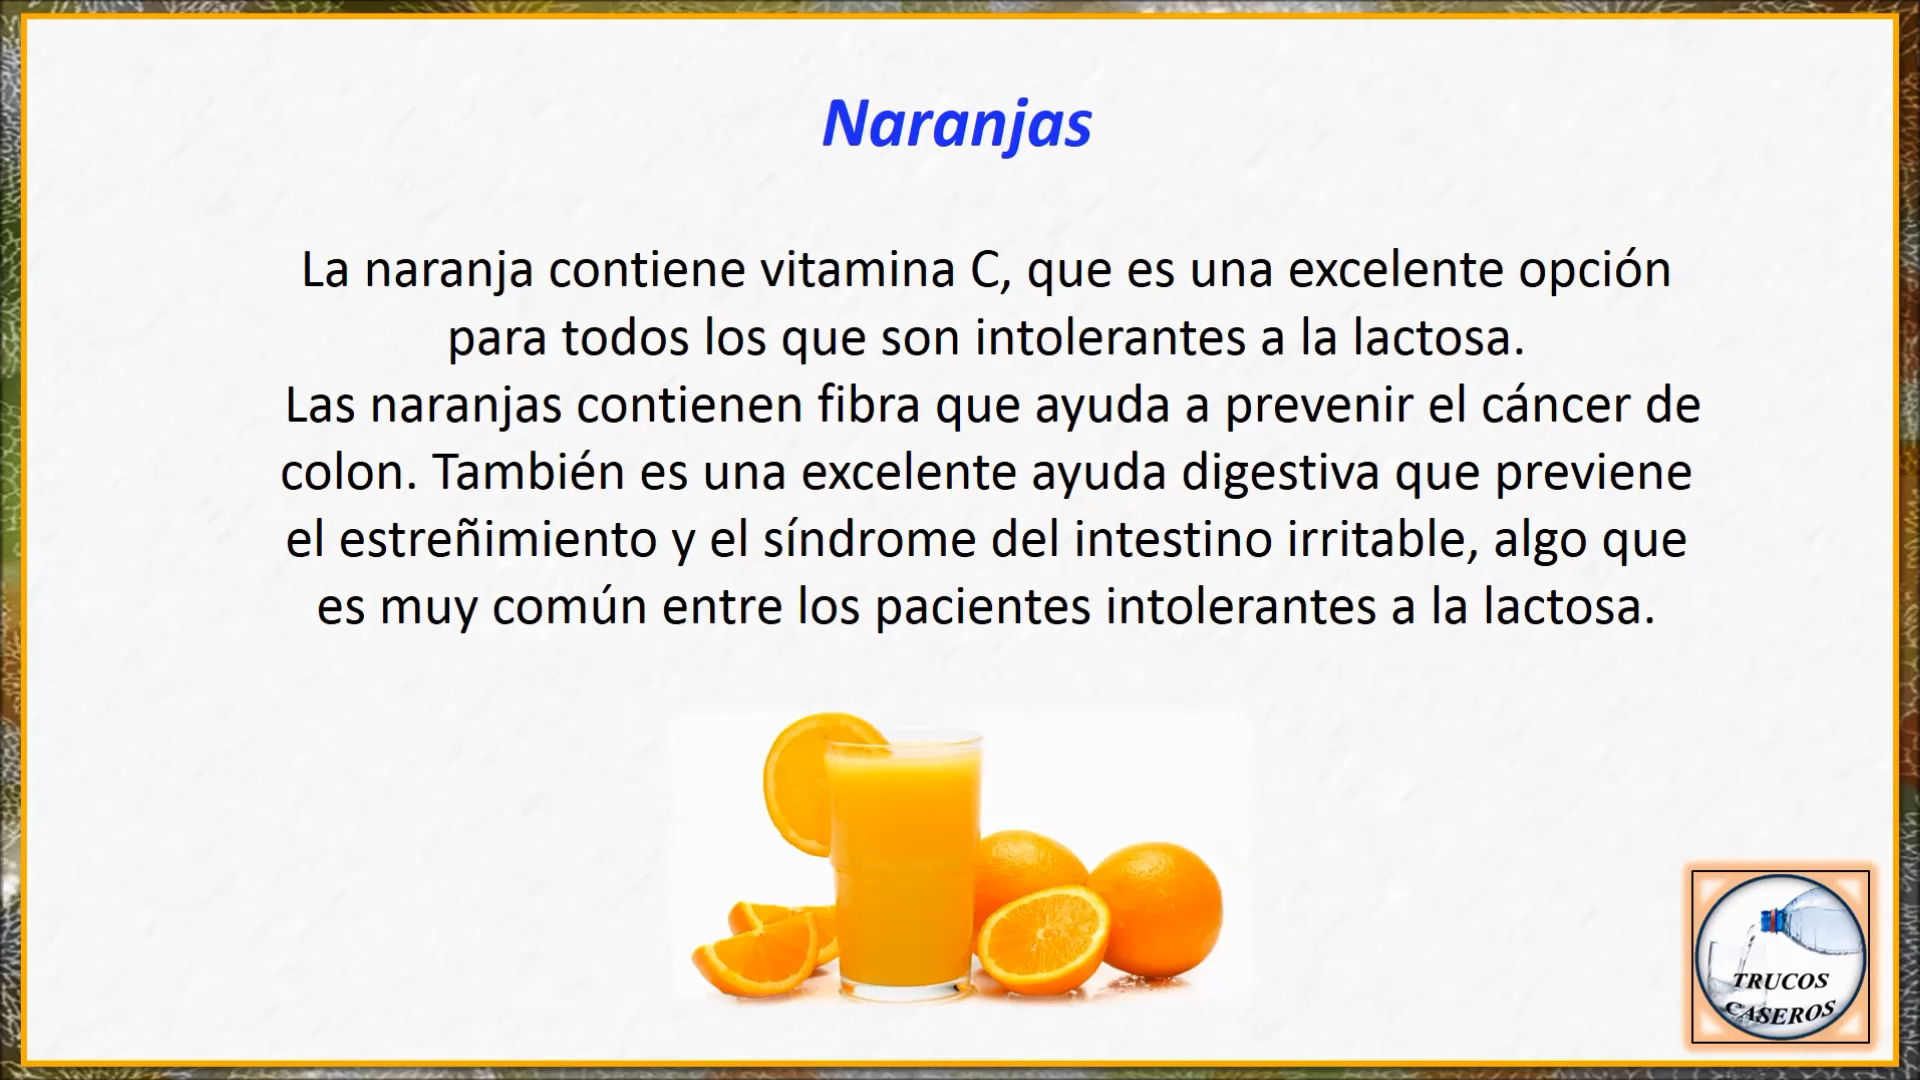 Naranjas
La naranja contiene vitamina C, que es una excelente opción
para todos los que son intolerantes a la lactosa.
Las naranjas contienen fibra que ayuda a prevenir el cáncer de
colon. También es una excelente ayuda digestiva que previene
el estreñimiento y el síndrome del intestino irritable, algo que
es muy común entre los pacientes intolerantes a la lactosa.
TRUCOS
CASEROS